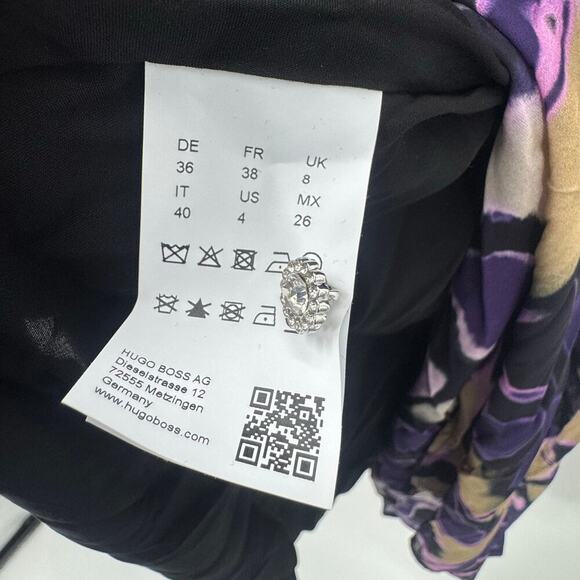 DE FR UK
36 38 8
IT US MX
40 4 26
HUGO BOSS AG
Dieselstrasse 12
72555 Metzingen
Germany
www.hugoboss.com